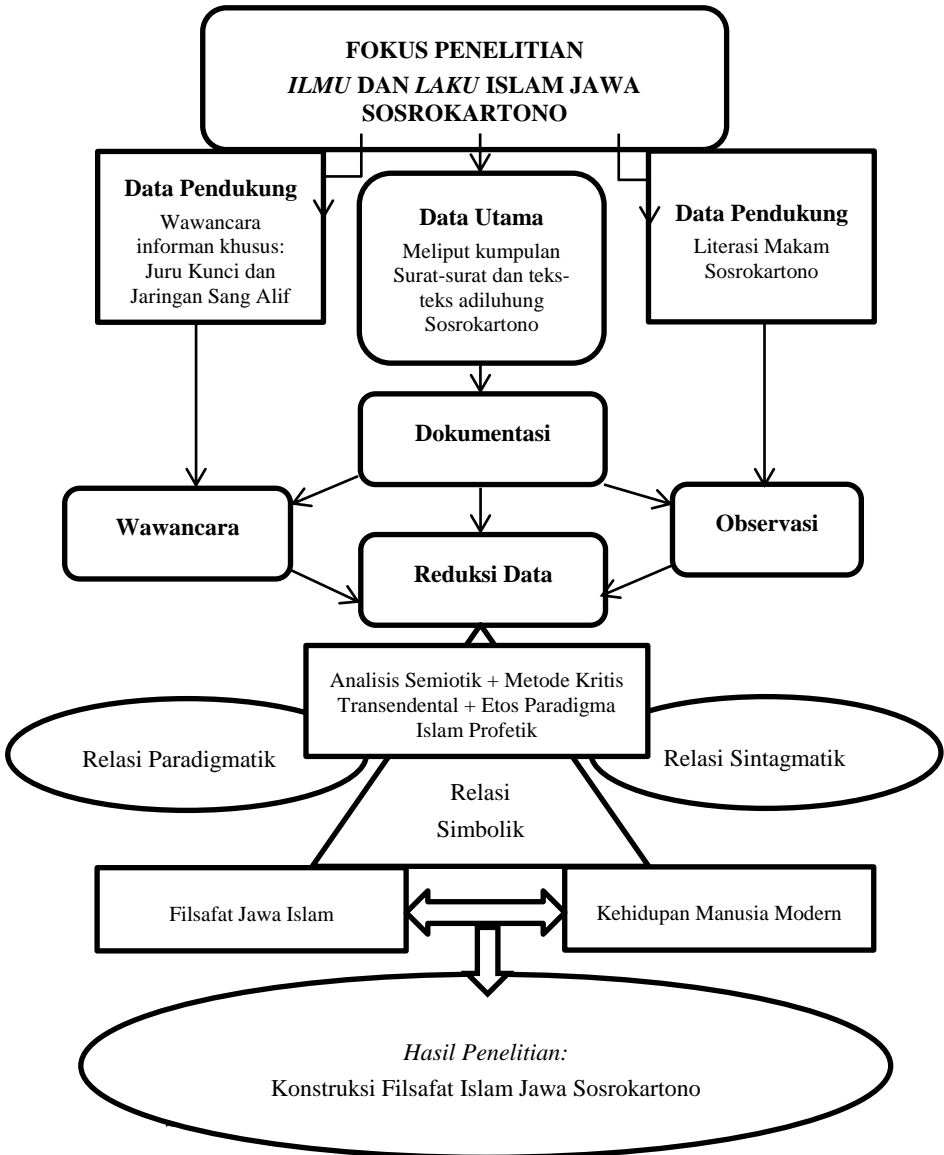 FOKUS PENELITIAN
ILMU DAN LAKU ISLAM JAWA
SOSROKARTONO
Data Pendukung
Wawancara
informan khusus:
Juru Kunci dan
Jaringan Sang Alif
Data Utama
Meliput kumpulan
Surat-surat dan teks-
teks adiluhung
Sosrokartono
Data Pendukung
Literasi Makam
Sosrokartono
Dokumentasi
Wawancara
Observasi
Reduksi Data
Analisis Semiotik + Metode Kritis
Transendental + Etos Paradigma
Islam Profetik
Relasi Paradigmatik
Relasi Sintagmatik
Relasi
Simbolik
Filsafat Jawa Islam
Kehidupan Manusia Modern
Hasil Penelitian:
Konstruksi Filsafat Islam Jawa Sosrokartono